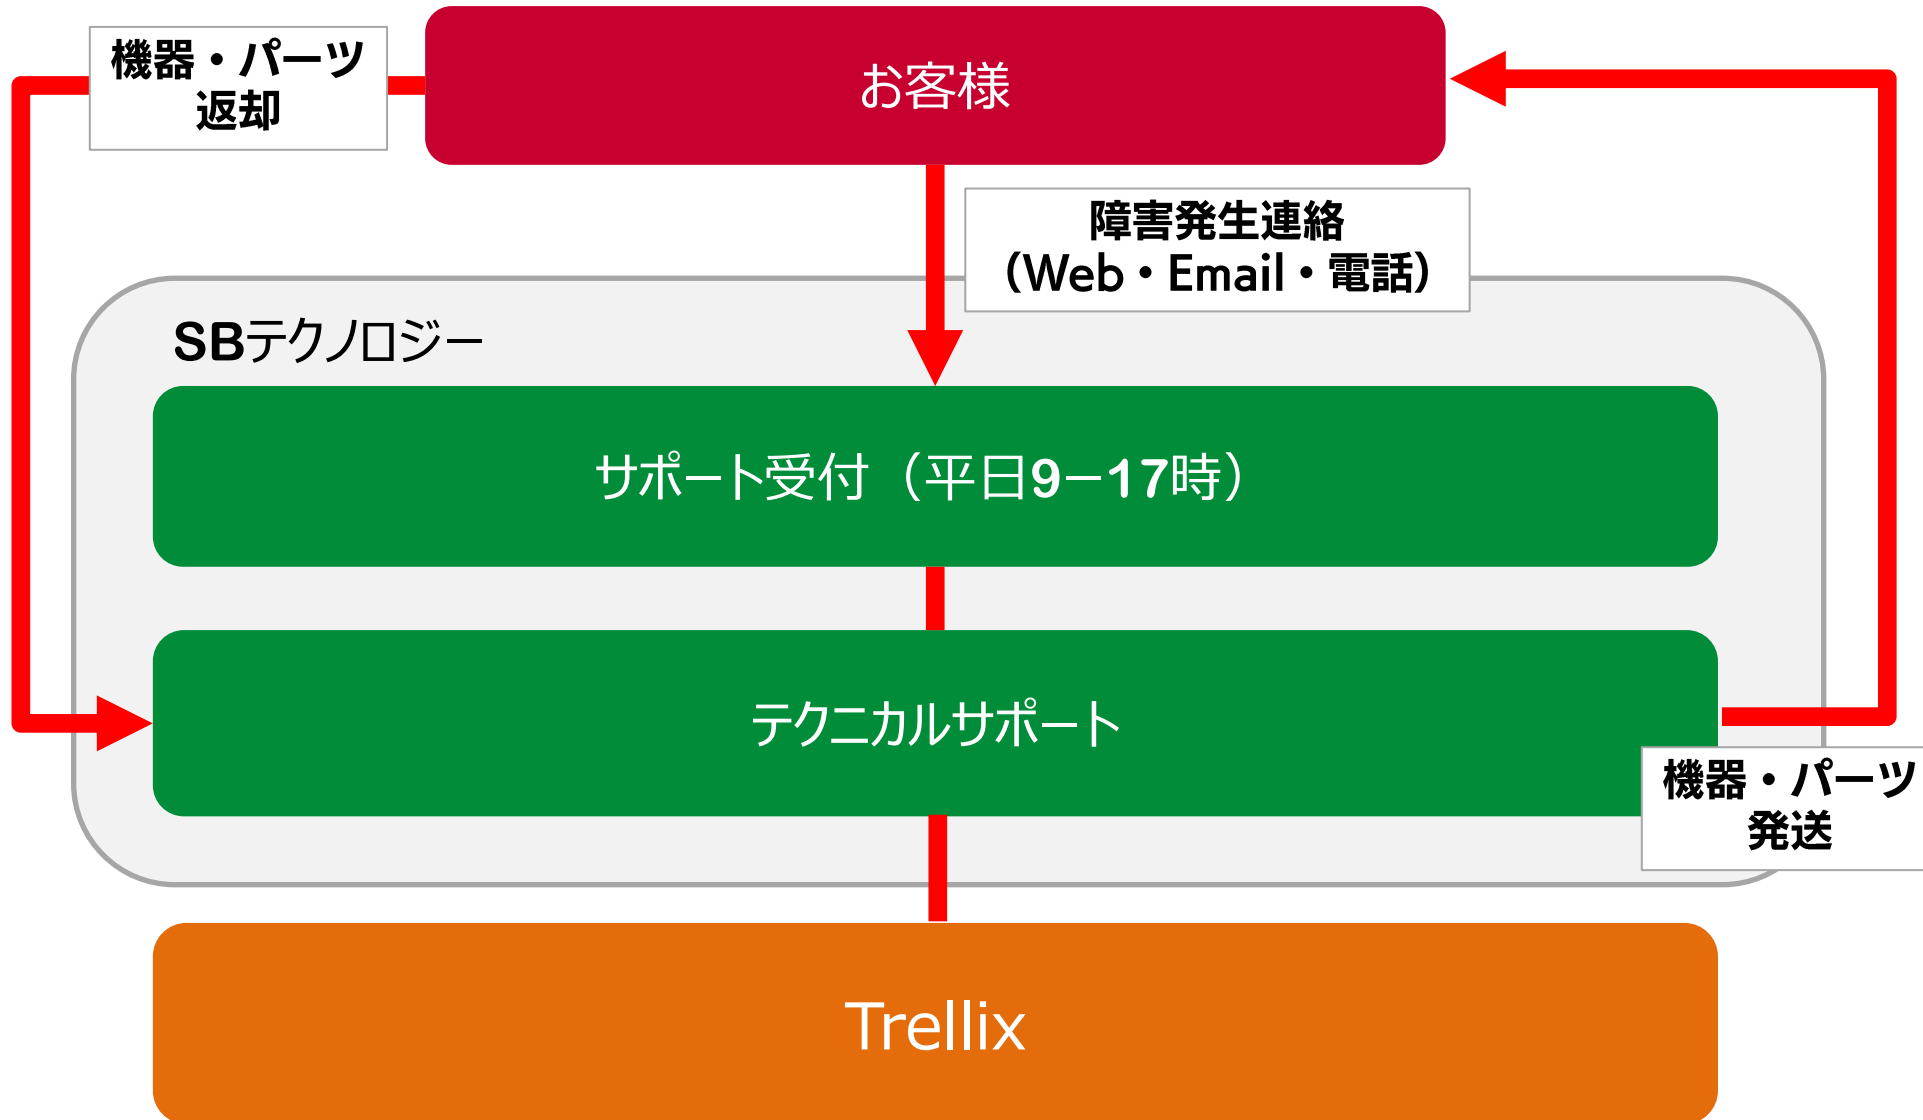 機器・パーツ
返却
お客様
障害発生連絡
（Web・Email・電話）
SBテクノロジー
サポート受付（平日9－17時）
テクニカルサポート
機器・パーツ
発送
Trellix